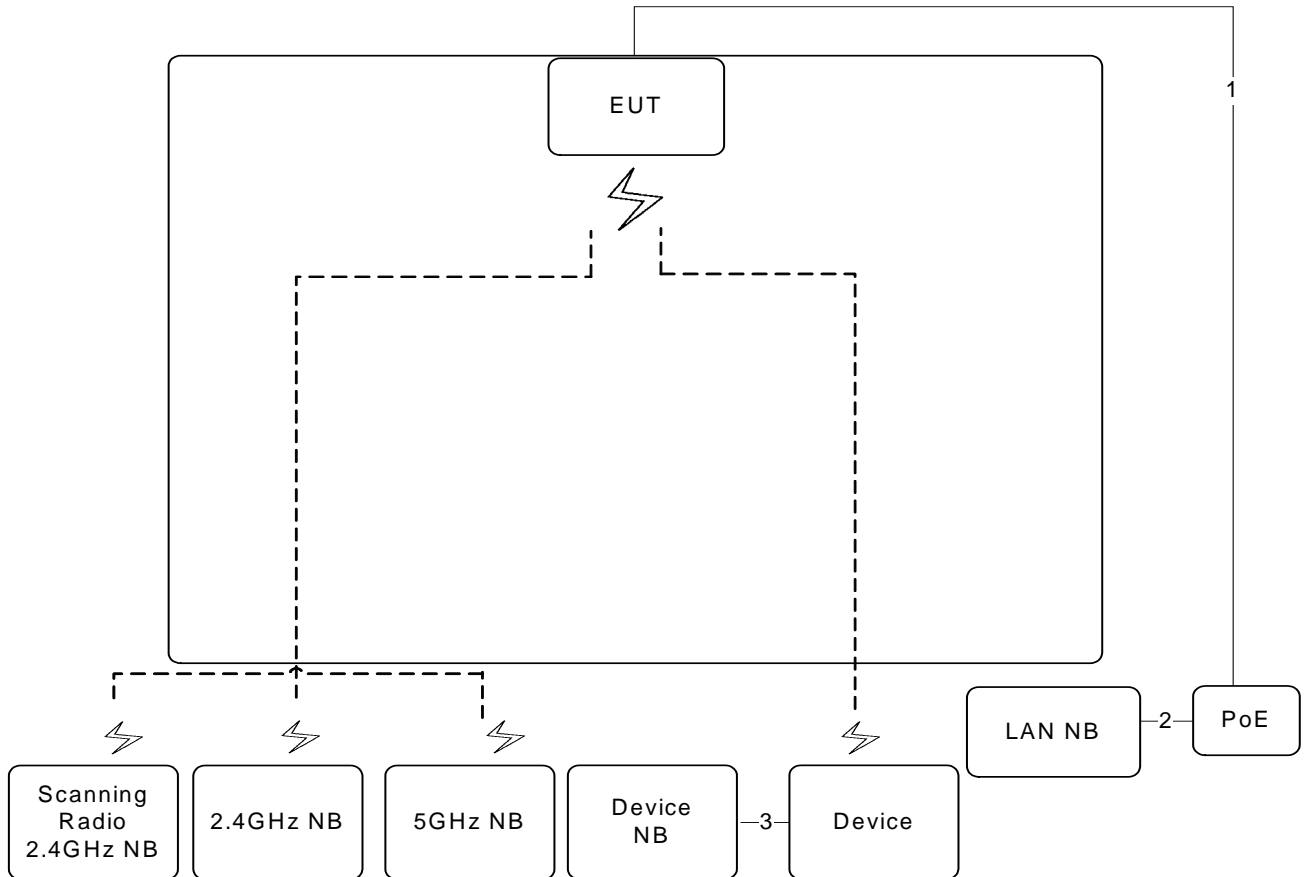 EUT
1
LAN NB
2
PoE
Scanning
Radio
2.4GHz NB
2.4GHz NB
5GHz NB
Device
NB
3
Device